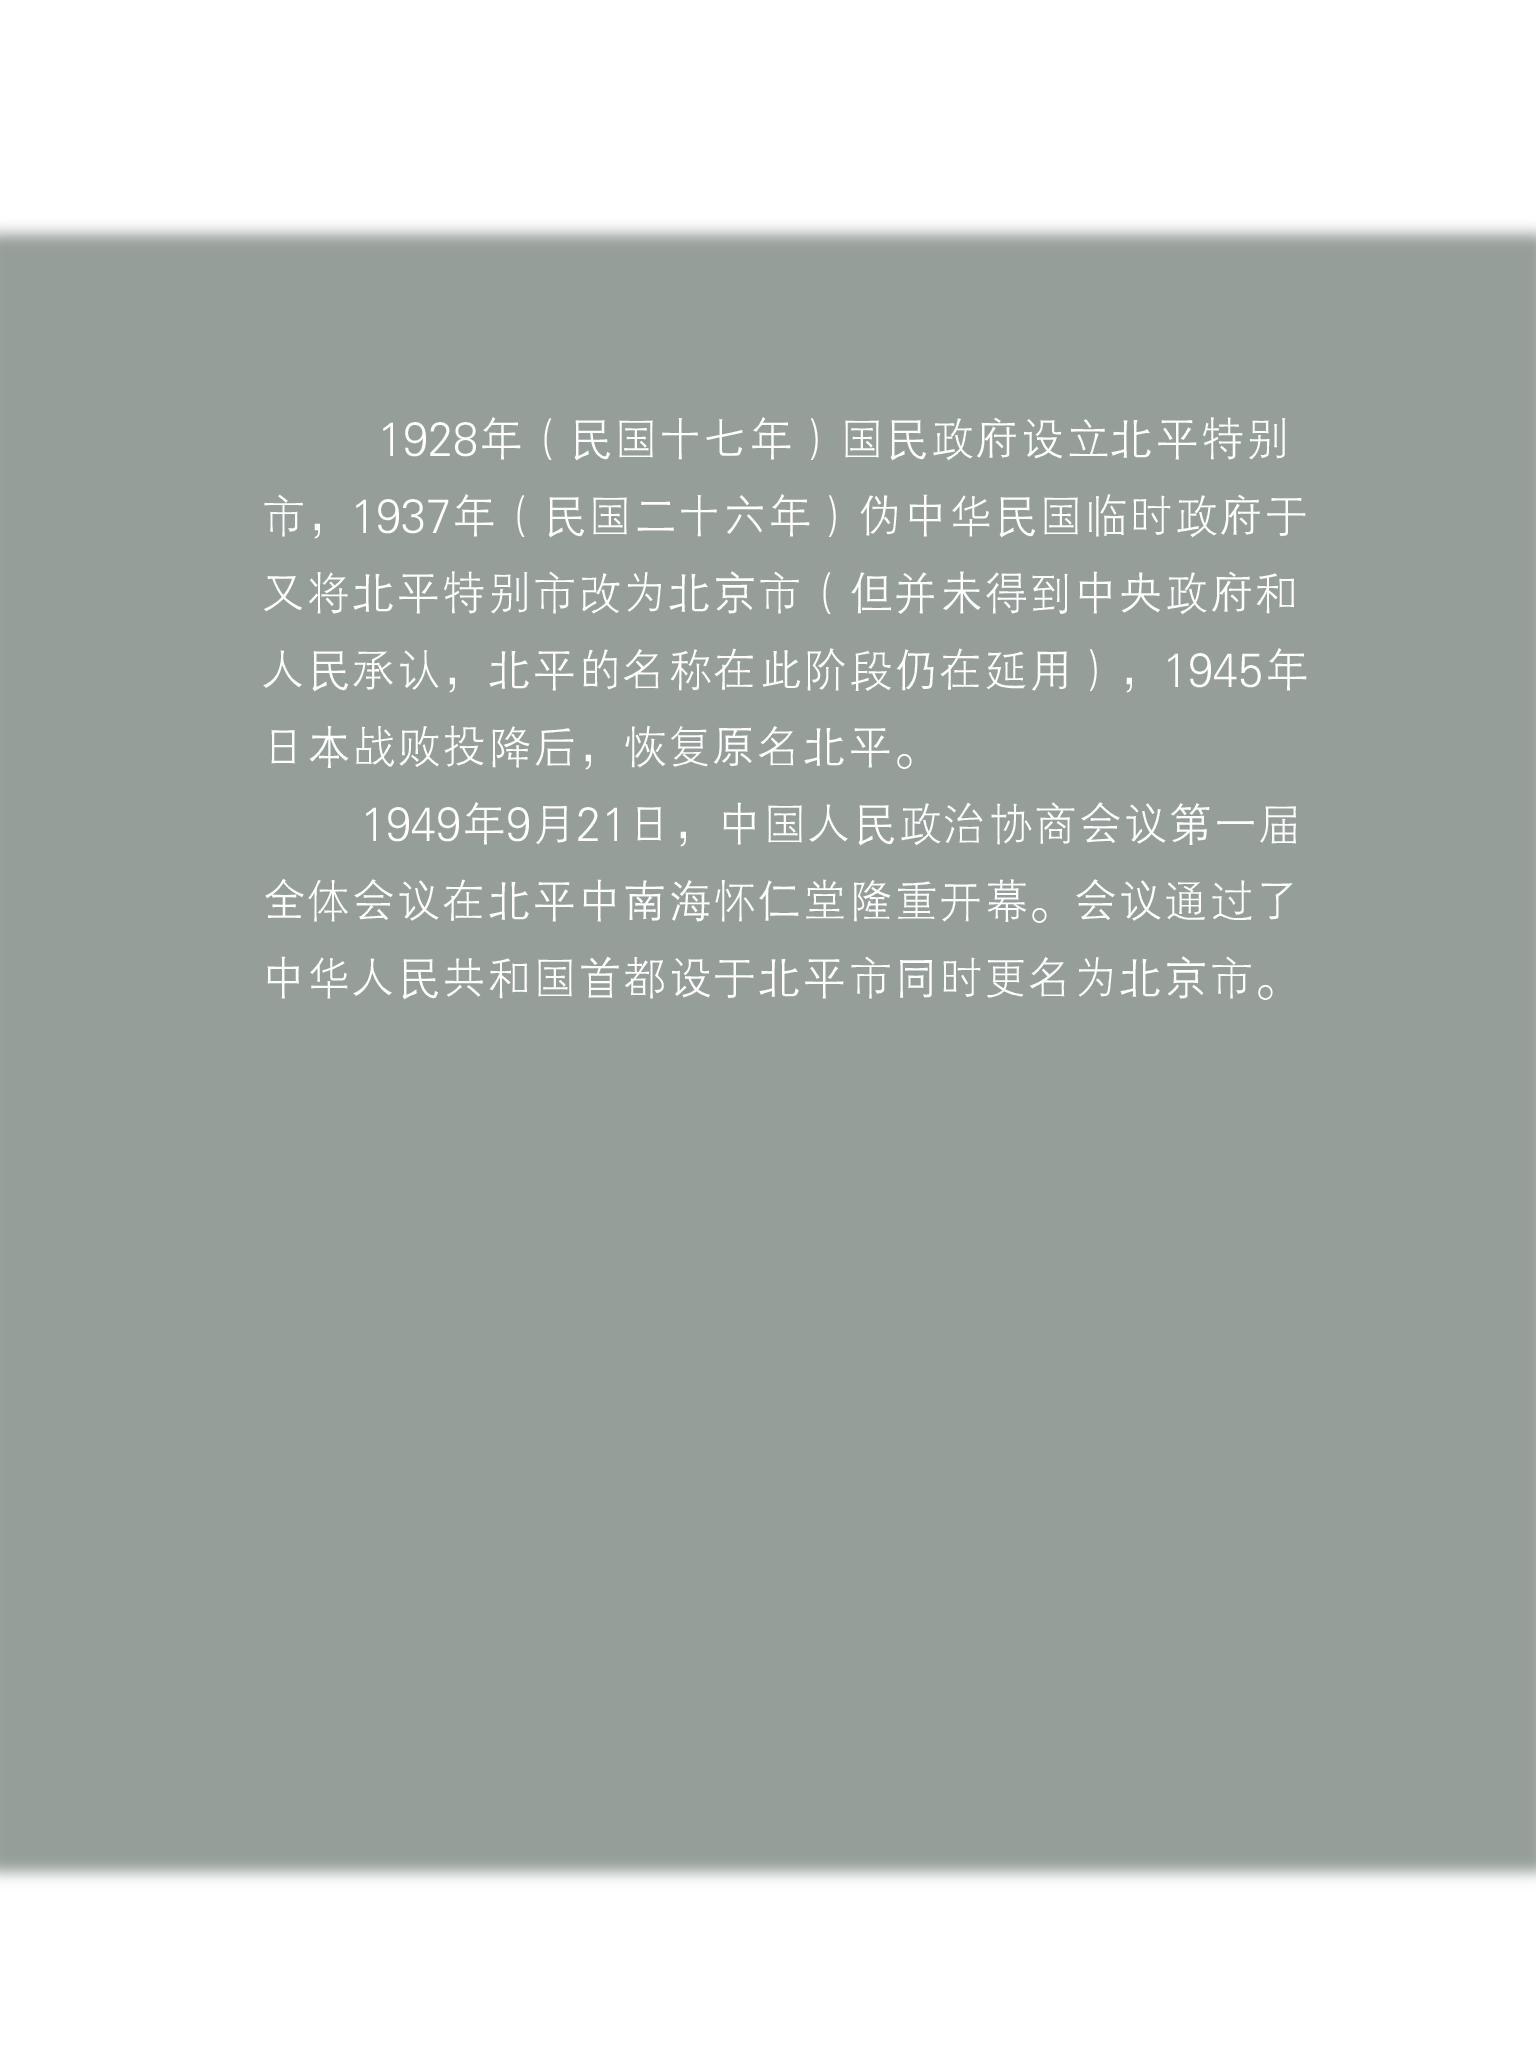 1928年（民国十七年）国民政府设立北平特别
市，1937年（民国二十六年）伪中华民国临时政府于
又将北平特别市改为北京市（但并未得到中央政府和
人民承认，北平的名称在此阶段仍在延用），1945年
日本战败投降后，恢复原名北平。
1949年9月21日，中国人民政治协商会议第一届
全体会议在北平中南海怀仁堂隆重开幕。会议通过了
中华人民共和国首都设于北平市同时更名为北京市。